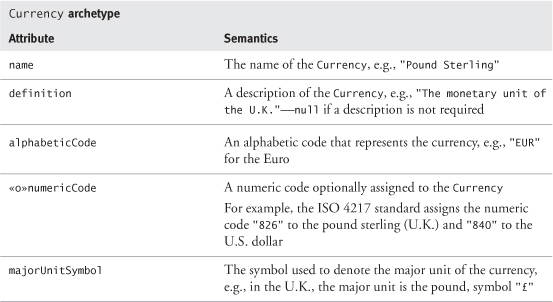 Currency archetype
Attribute Semantics
name The name of the Currency, e.g., "Pound Sterling"
definition A description of the Currency, e.g., "The monetary unit of
the U.K."—null if a description is not required
alphabeticCode An alphabetic code that represents the currency, e.g., "EUR"
for the Euro
«o»numericCode A numeric code optionally assigned to the Currency
For example, the ISO 4217 standard assigns the numeric
code "826" to the pound sterling (U.K.) and "840" to the
U.S. dollar
majorUnitSymbol The symbol used to denote the major unit of the currency,
e.g., in the U.K., the major unit is the pound, symbol "£"